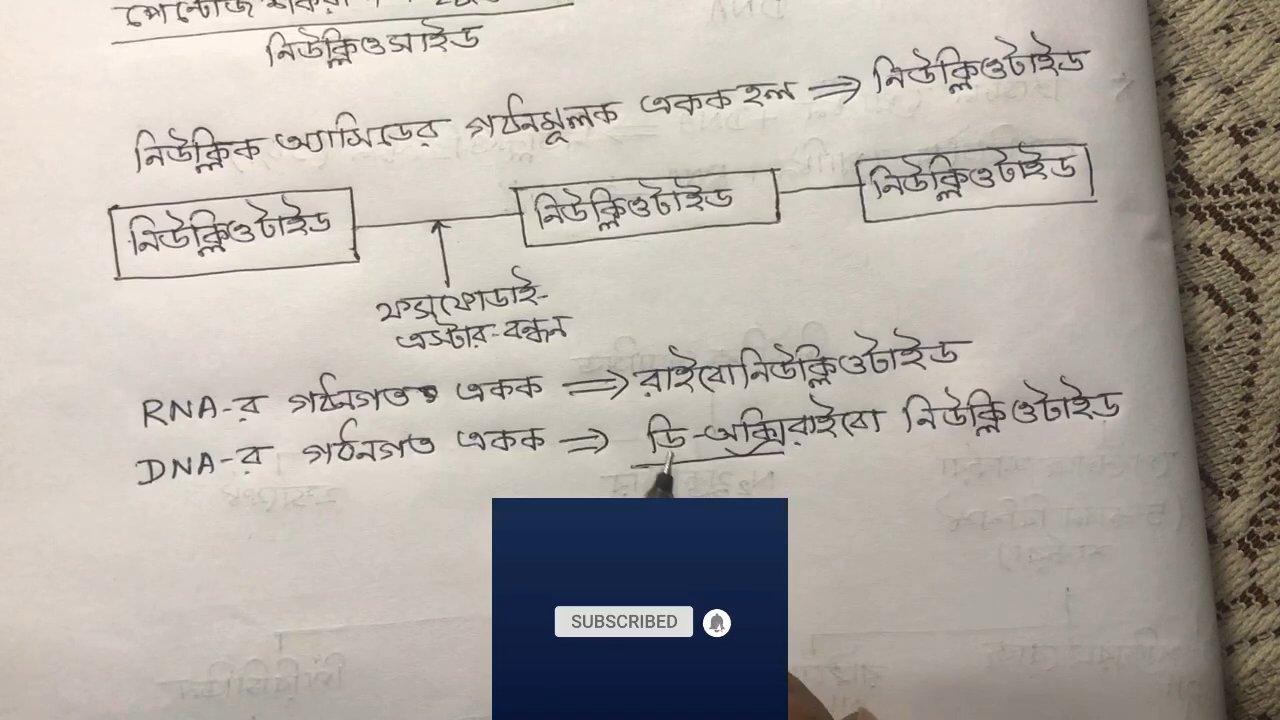 পেন্টোজ শর্করা +
নিউক্লিওসাইড
নিউক্লিক অ্যাসিডের গঠনমূলক একক হল ⇒ নিউক্লিওটাইড
নিউক্লিওটাইড নিউক্লিওটাইড নিউক্লিওটাইড
ফসফোডাই-
এস্টার-বন্ধন
RNA-র গঠনগত একক ⇒ রাইবোনিউক্লিওটাইড
DNA-র গঠনগত একক ⇒ ডি-অক্সিরাইবো নিউক্লিওটাইড
SUBSCRIBED